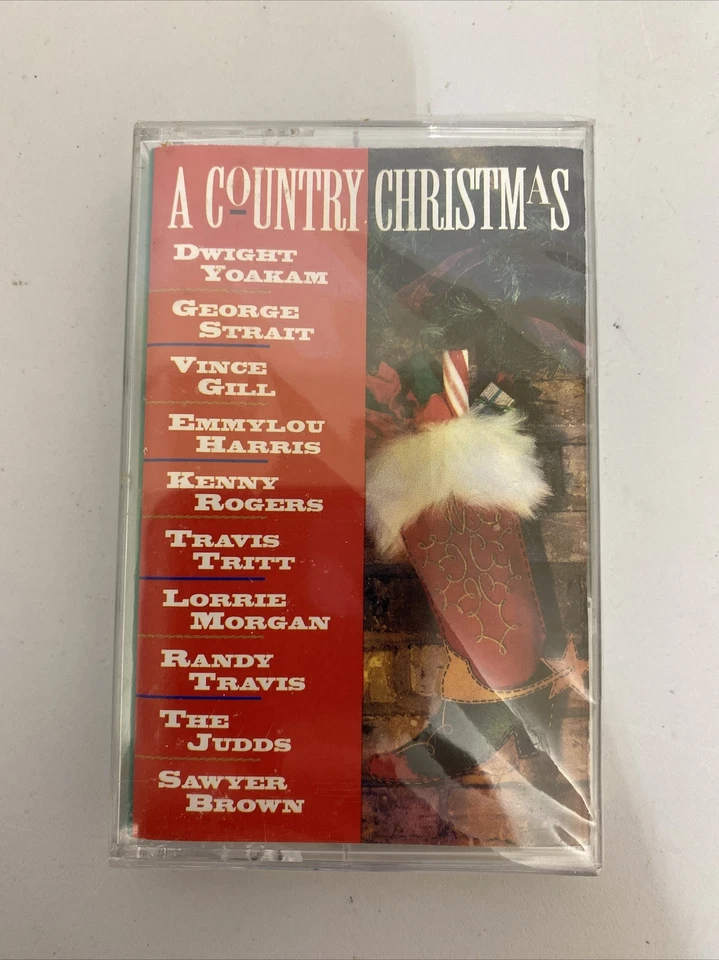 A COUNTRY CHRISTMAS
DWIGHT
YOAKAM
GEORGE
STRAIT
VINCE
GILL
EMMYLOU
HARRIS
KENNY
ROGERS
TRAVIS
TRITT
LORRIE
MORGAN
RANDY
TRAVIS
THE
JUDDS
SAWYER
BROWN